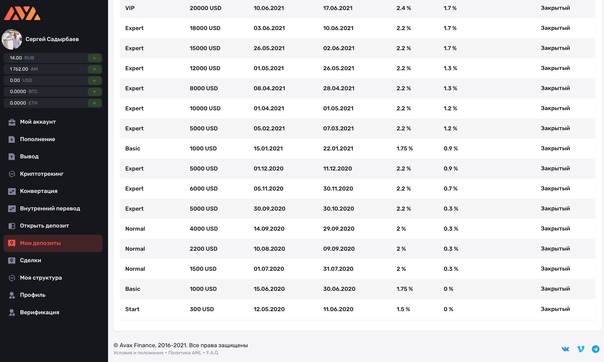 AVA
Сергей Садырбаев
14.00 RUB +
1 762.00 AM +
0.00 USD +
0.0000 BTC +
0.0000 ETH +
Мой аккаунт
Пополнение
Вывод
Криптотрекинг
Конвертация
Внутренний перевод
Открыть депозит
Мои депозиты
Сделки
Моя структура
Профиль
Верификация
VIP 20000 USD 10.06.2021 17.06.2021 2.4 % 1.7 % Закрытый
Expert 18000 USD 03.06.2021 10.06.2021 2.2 % 1.7 % Закрытый
Expert 15000 USD 26.05.2021 02.06.2021 2.2 % 1.7 % Закрытый
Expert 12000 USD 01.05.2021 26.05.2021 2.2 % 1.3 % Закрытый
Expert 8000 USD 08.04.2021 28.04.2021 2.2 % 1.3 % Закрытый
Expert 10000 USD 01.04.2021 01.05.2021 2.2 % 1.2 % Закрытый
Expert 5000 USD 05.02.2021 07.03.2021 2.2 % 1.2 % Закрытый
Basic 1000 USD 15.01.2021 22.01.2021 1.75 % 0.9 % Закрытый
Expert 5000 USD 01.12.2020 11.12.2020 2.2 % 0.9 % Закрытый
Expert 6000 USD 05.11.2020 30.11.2020 2.2 % 0.7 % Закрытый
Expert 5000 USD 30.09.2020 30.10.2020 2.2 % 0.3 % Закрытый
Normal 4000 USD 14.09.2020 29.09.2020 2 % 0.3 % Закрытый
Normal 2200 USD 10.08.2020 09.09.2020 2 % 0.3 % Закрытый
Normal 1500 USD 01.07.2020 31.07.2020 2 % 0.3 % Закрытый
Basic 1000 USD 15.06.2020 30.06.2020 1.75 % 0 % Закрытый
Start 300 USD 12.05.2020 11.06.2020 1.5 % 0 % Закрытый
© Avax Finance, 2016-2021. Все права защищены
Условия и положения • Политика AML • F.A.Q.